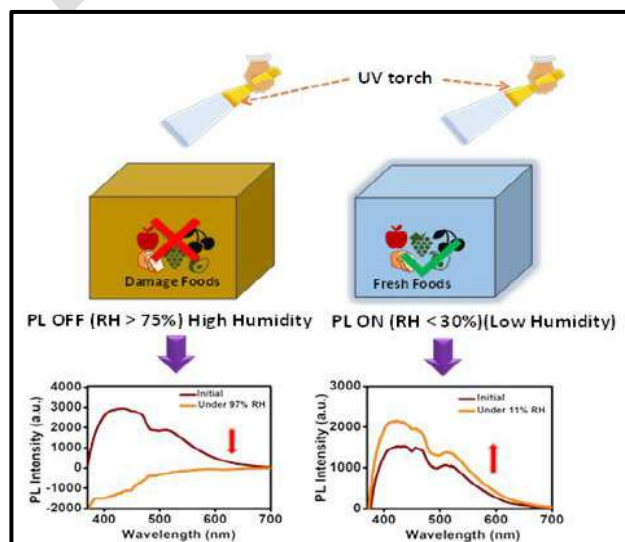 UV torch
Damage Foods
Fresh Foods
PL OFF (RH > 75%) High Humidity
PL ON (RH < 30%)(Low Humidity)
4000
3000
2000
1000
0
-1000
-2000
PL Intensity (a.u.)
Initial
Under 97% RH
400
500
600
700
Wavelength (nm)
3000
2000
1000
0
PL Intensity (a.u.)
Initial
Under 11% RH
400
500
600
700
Wavelength (nm)